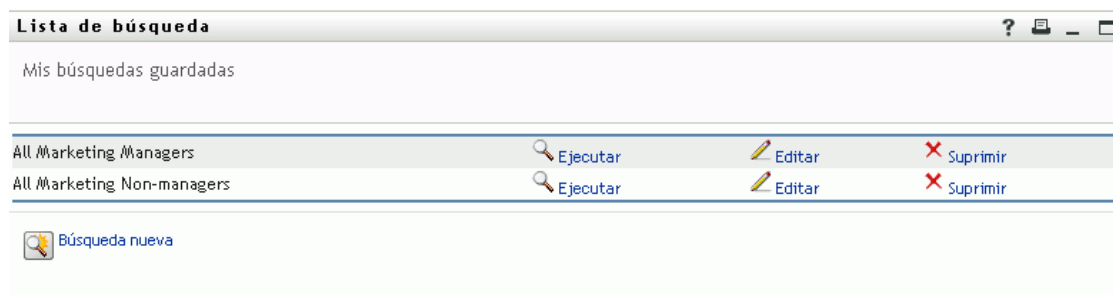 Lista de búsqueda ?
Mis búsquedas guardadas
All Marketing Managers Ejecutar Editar Suprimir
All Marketing Non-managers Ejecutar Editar Suprimir
Búsqueda nueva